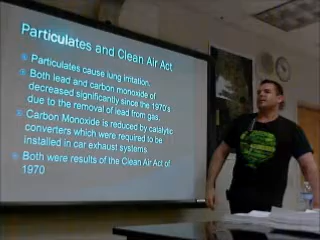 Particulates and Clean Air Act
Particulates cause lung irritation.
Both lead and carbon monoxide of
decreased significantly since the 1970's
due to the removal of lead from gas.
Carbon Monoxide is reduced by catalytic
converters which were required to be
installed in car exhaust systems
Both were results of the Clean Air Act of
1970